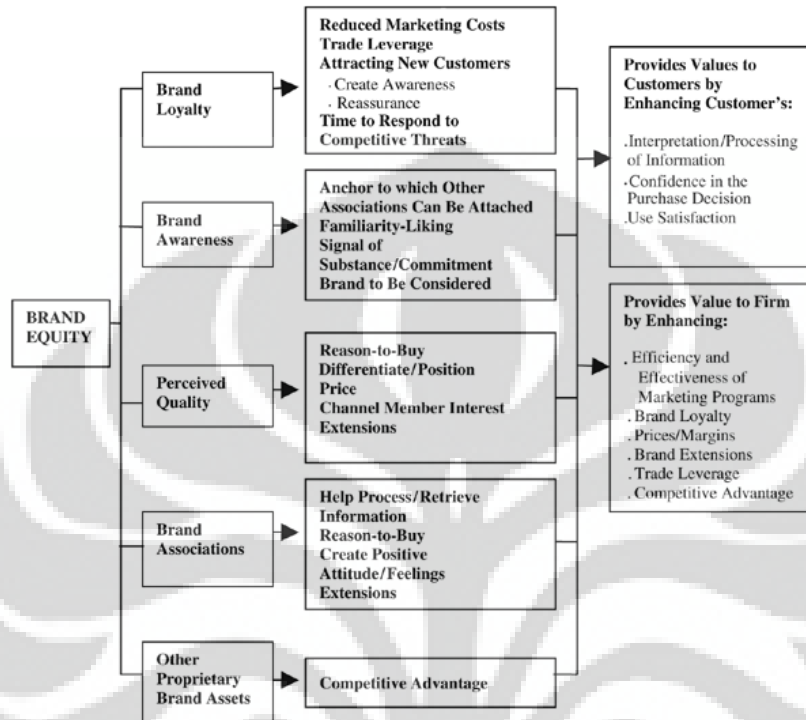 BRAND
EQUITY
Brand
Loyalty
Reduced Marketing Costs
Trade Leverage
Attracting New Customers
. Create Awareness
. Reassurance
Time to Respond to
Competitive Threats
Brand
Awareness
Anchor to which Other
Associations Can Be Attached
Familiarity-Liking
Signal of
Substance/Commitment
Brand to Be Considered
Perceived
Quality
Reason-to-Buy
Differentiate/Position
Price
Channel Member Interest
Extensions
Brand
Associations
Help Process/Retrieve
Information
Reason-to-Buy
Create Positive
Attitude/Feelings
Extensions
Other
Proprietary
Brand Assets
Competitive Advantage
Provides Values to
Customers by
Enhancing Customer's:
.Interpretation/Processing
of Information
.Confidence in the
Purchase Decision
.Use Satisfaction
Provides Value to Firm
by Enhancing:
. Efficiency and
Effectiveness of
Marketing Programs
. Brand Loyalty
. Prices/Margins
. Brand Extensions
. Trade Leverage
. Competitive Advantage